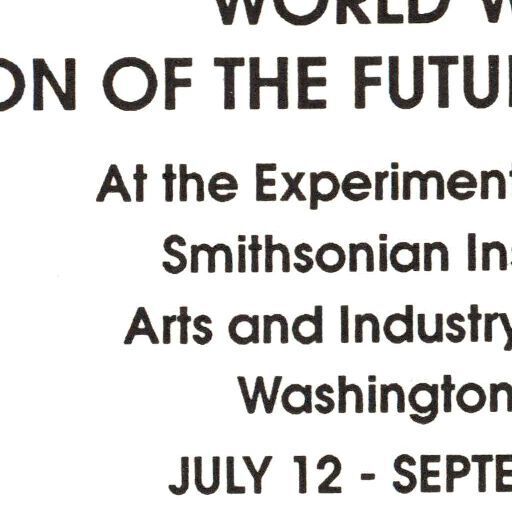 WORLD W
ON OF THE FUTU
At the Experiment
Smithsonian Ins
Arts and Industry
Washington
JULY 12 - SEPTE